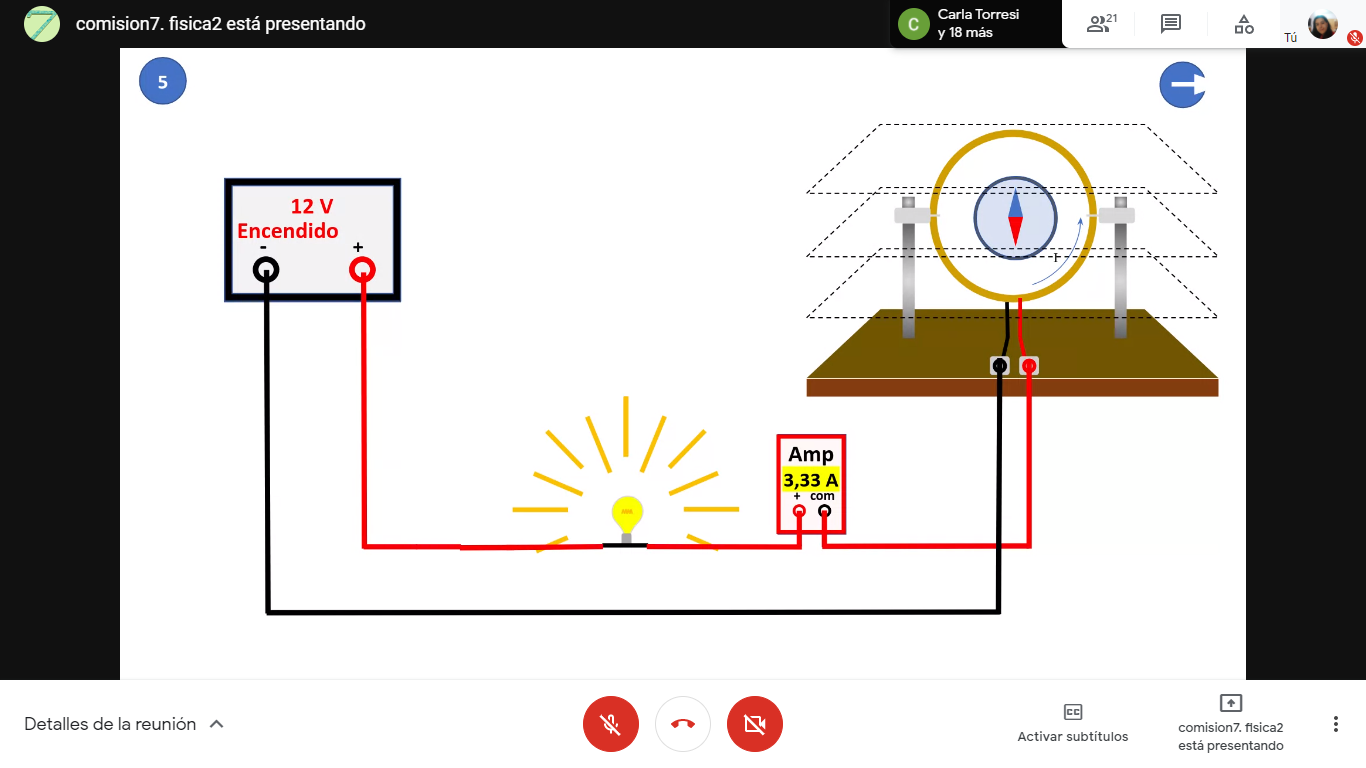 comision7. fisica2 está presentando
Carla Torresi
y 18 más
C
21
Tú
5
12 V
Encendido
- +
I
Amp
3,33 A
+ com
Detalles de la reunión
CC
Activar subtítulos
comision7. fisica2
está presentando